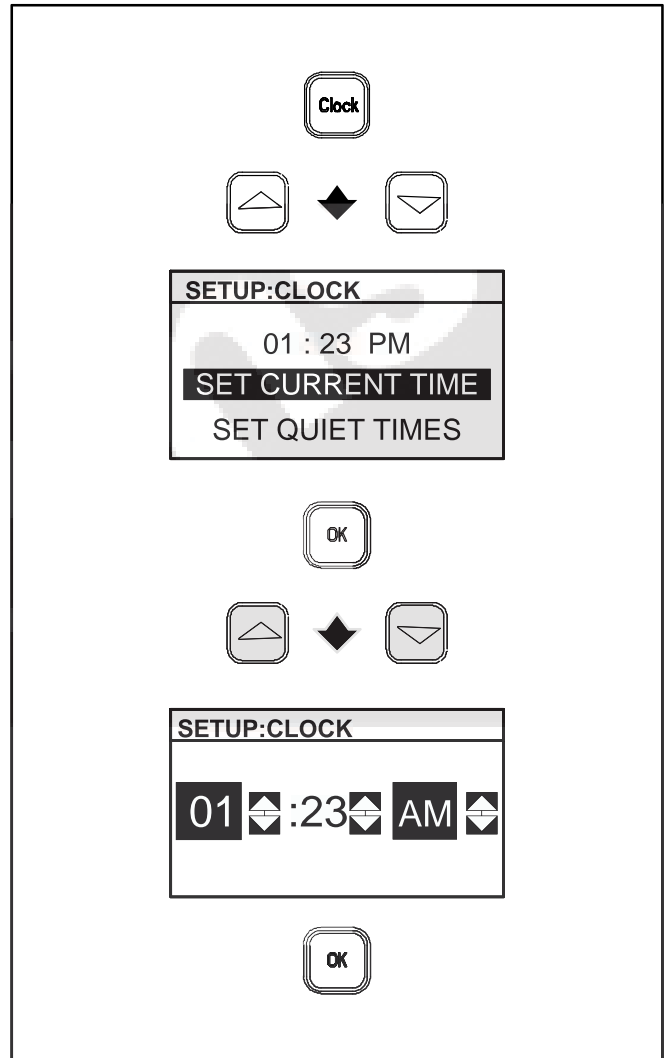 Clock
SETUP:CLOCK
01 : 23 PM
SET CURRENT TIME
SET QUIET TIMES
OK
SETUP:CLOCK
01 :23 AM
OK